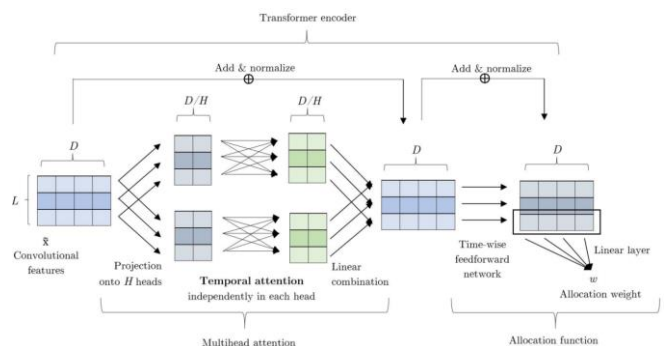 Transformer encoder
Add & normalize
Add & normalize
⊕
⊕
D/H
D/H
D
D
D
L
x̃
Convolutional
features
Projection
onto H heads
Temporal attention
independently in each head
Linear
combination
Time-wise
feedforward
network
Linear layer
w
Allocation weight
Multihead attention
Allocation function